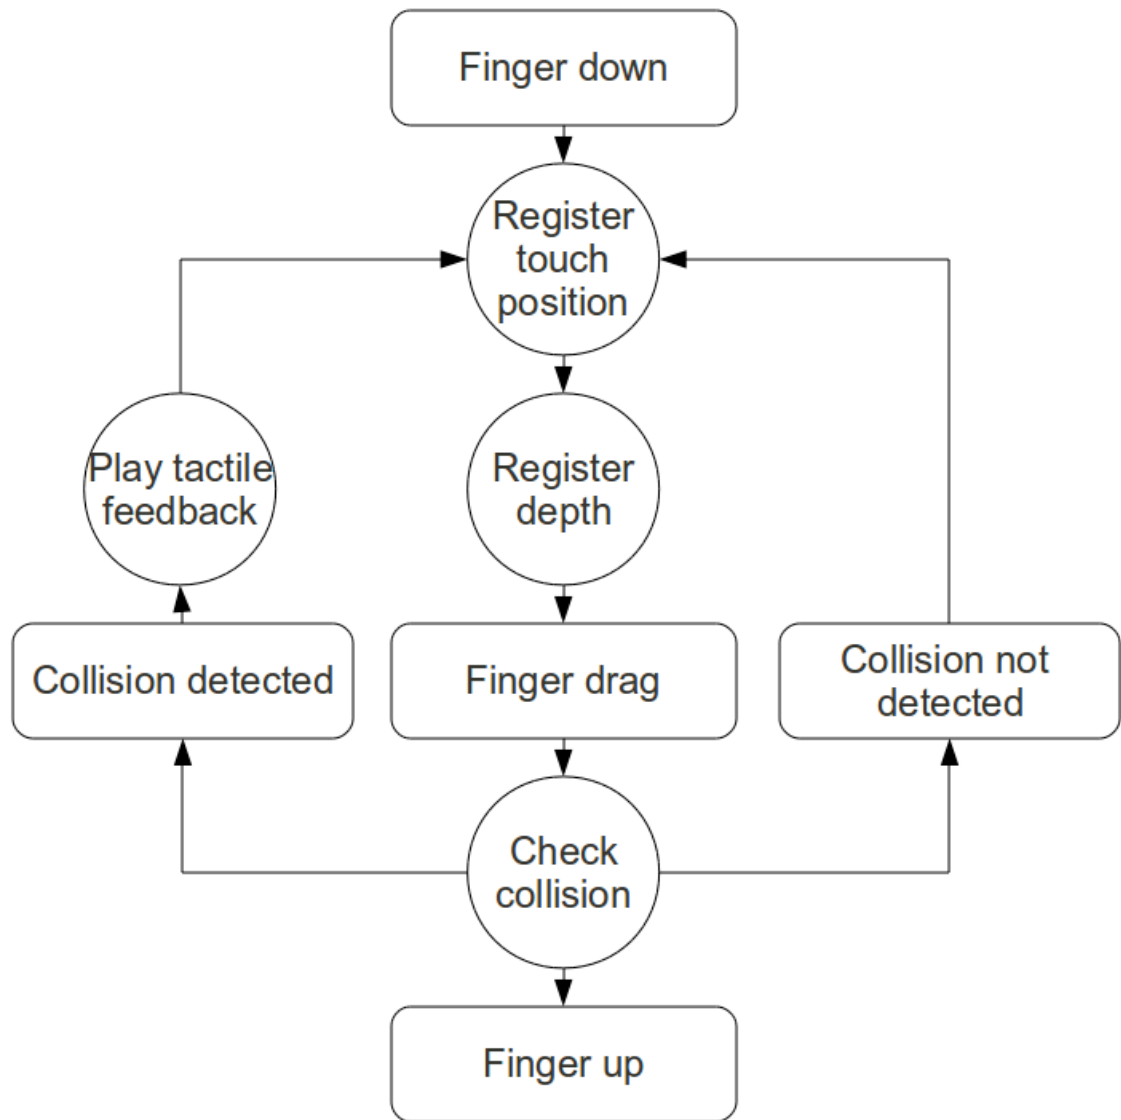 Finger down
Register
touch
position
Play tactile
feedback
Register
depth
Collision detected
Finger drag
Collision not
detected
Check
collision
Finger up